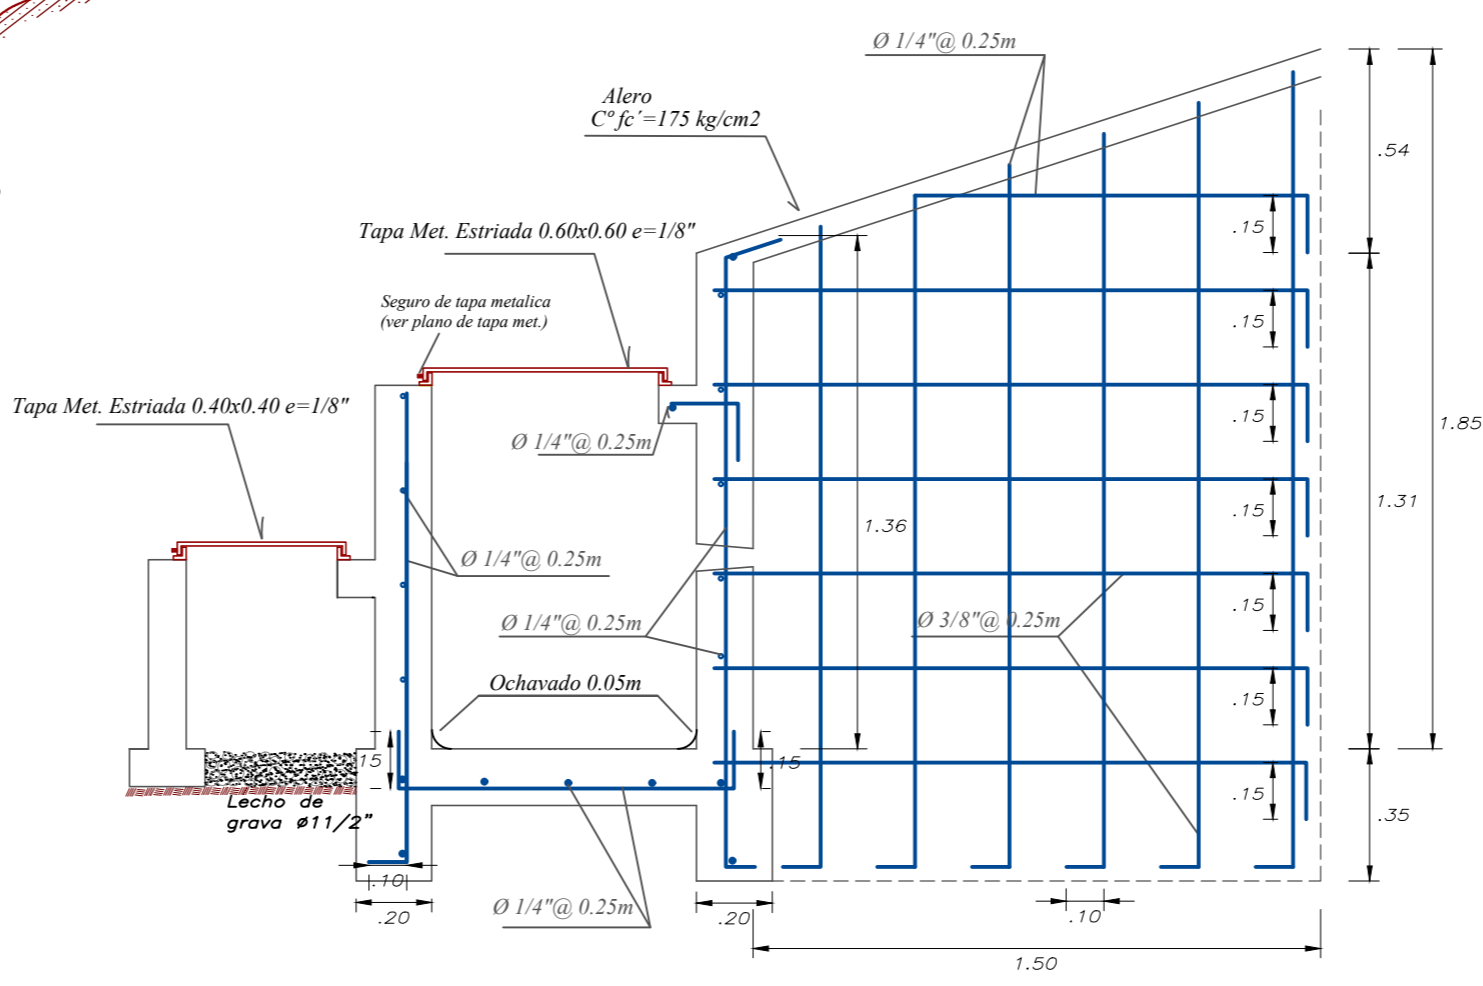 Ø 1/4"@ 0.25m
Alero
Cº fc´=175 kg/cm2
.54
Tapa Met. Estriada 0.60x0.60 e=1/8"
.15
Seguro de tapa metalica
(ver plano de tapa met.)
.15
Tapa Met. Estriada 0.40x0.40 e=1/8"
.15
1.85
Ø 1/4"@ 0.25m
1.31
.15
1.36
Ø 1/4"@ 0.25m
.15
Ø 1/4"@ 0.25m
Ø 3/8"@ 0.25m
Ochavado 0.05m
.15
15
.15
.15
Lecho de
grava ø11/2"
.35
.10
.20
Ø 1/4"@ 0.25m
.20
.10
1.50